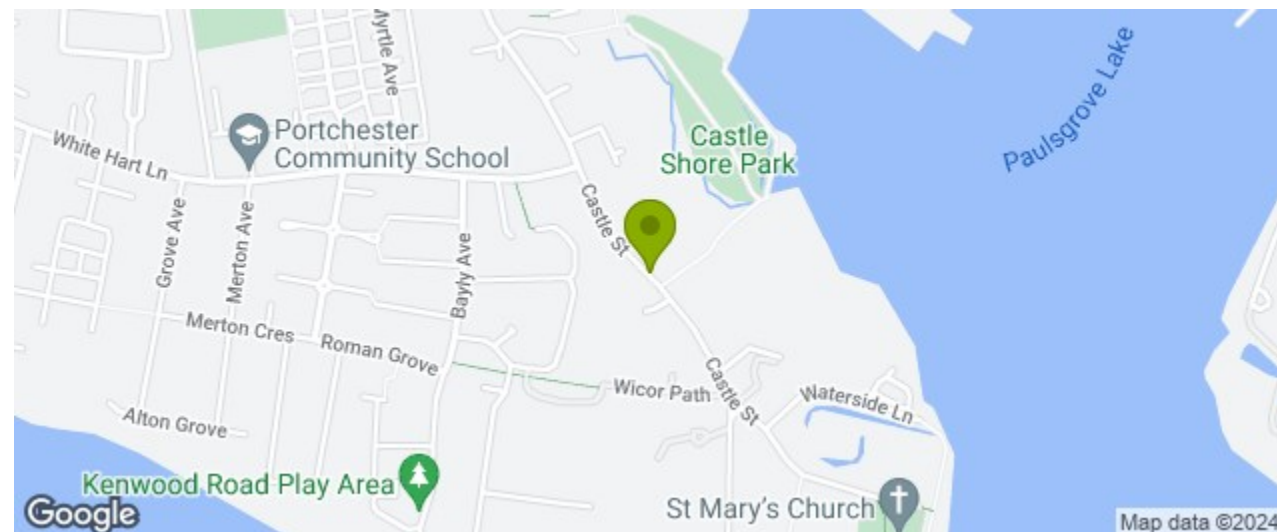 Myrtle Ave
Paulsgrove Lake
Portchester
Community School
Castle
Shore Park
White Hart Ln
Castle St
Grove Ave
Merton Ave
Bayly Ave
Merton Cres
Roman Grove
Wicor Path
Castle St
Waterside Ln
Alton Grove
Kenwood Road Play Area
St Mary's Church
Google
Map data ©2024